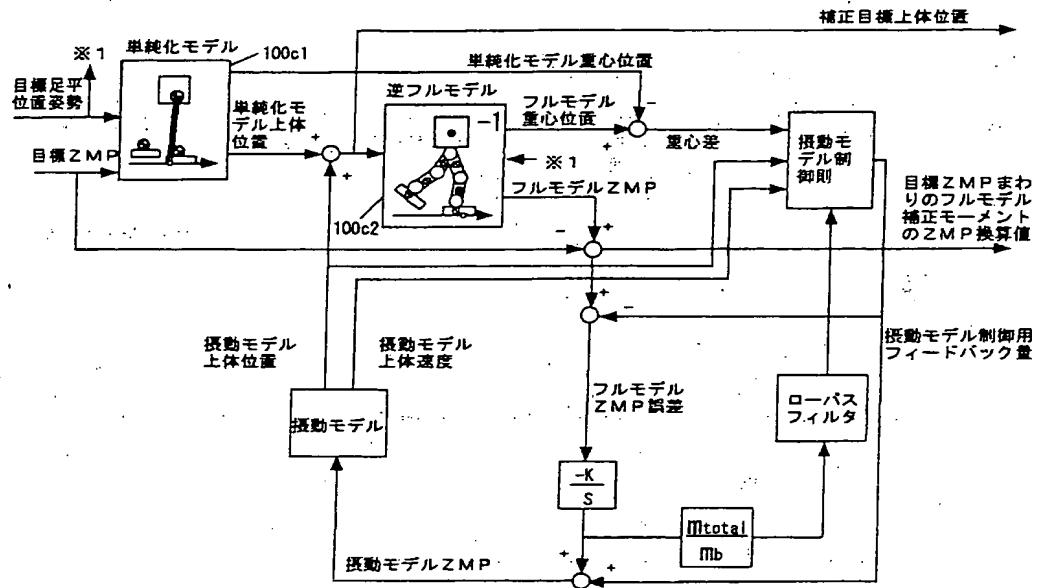 補正目標上体位置
※1
単純化モデル
100c1
単純化モデル重心位置
目標足平
位置姿勢
逆フルモデル
フルモデル
重心位置
単純化モ
デル上体
位置
-1
重心差
摂動モ
デル制
御則
目標ZMP
※1
フルモデルZMP
100c2
目標ZMPまわ
りのフルモデル
補正モーメント
のZMP換算値
+
+
-
+
-
+
+
-
摂動モデル
上体位置
摂動モデル
上体速度
摂動モデル制御用
フィードバック量
フルモデル
ZMP誤差
ローパス
フィルタ
摂動モデル
-K
S
mtotal
mb
摂動モデルZMP
+
+